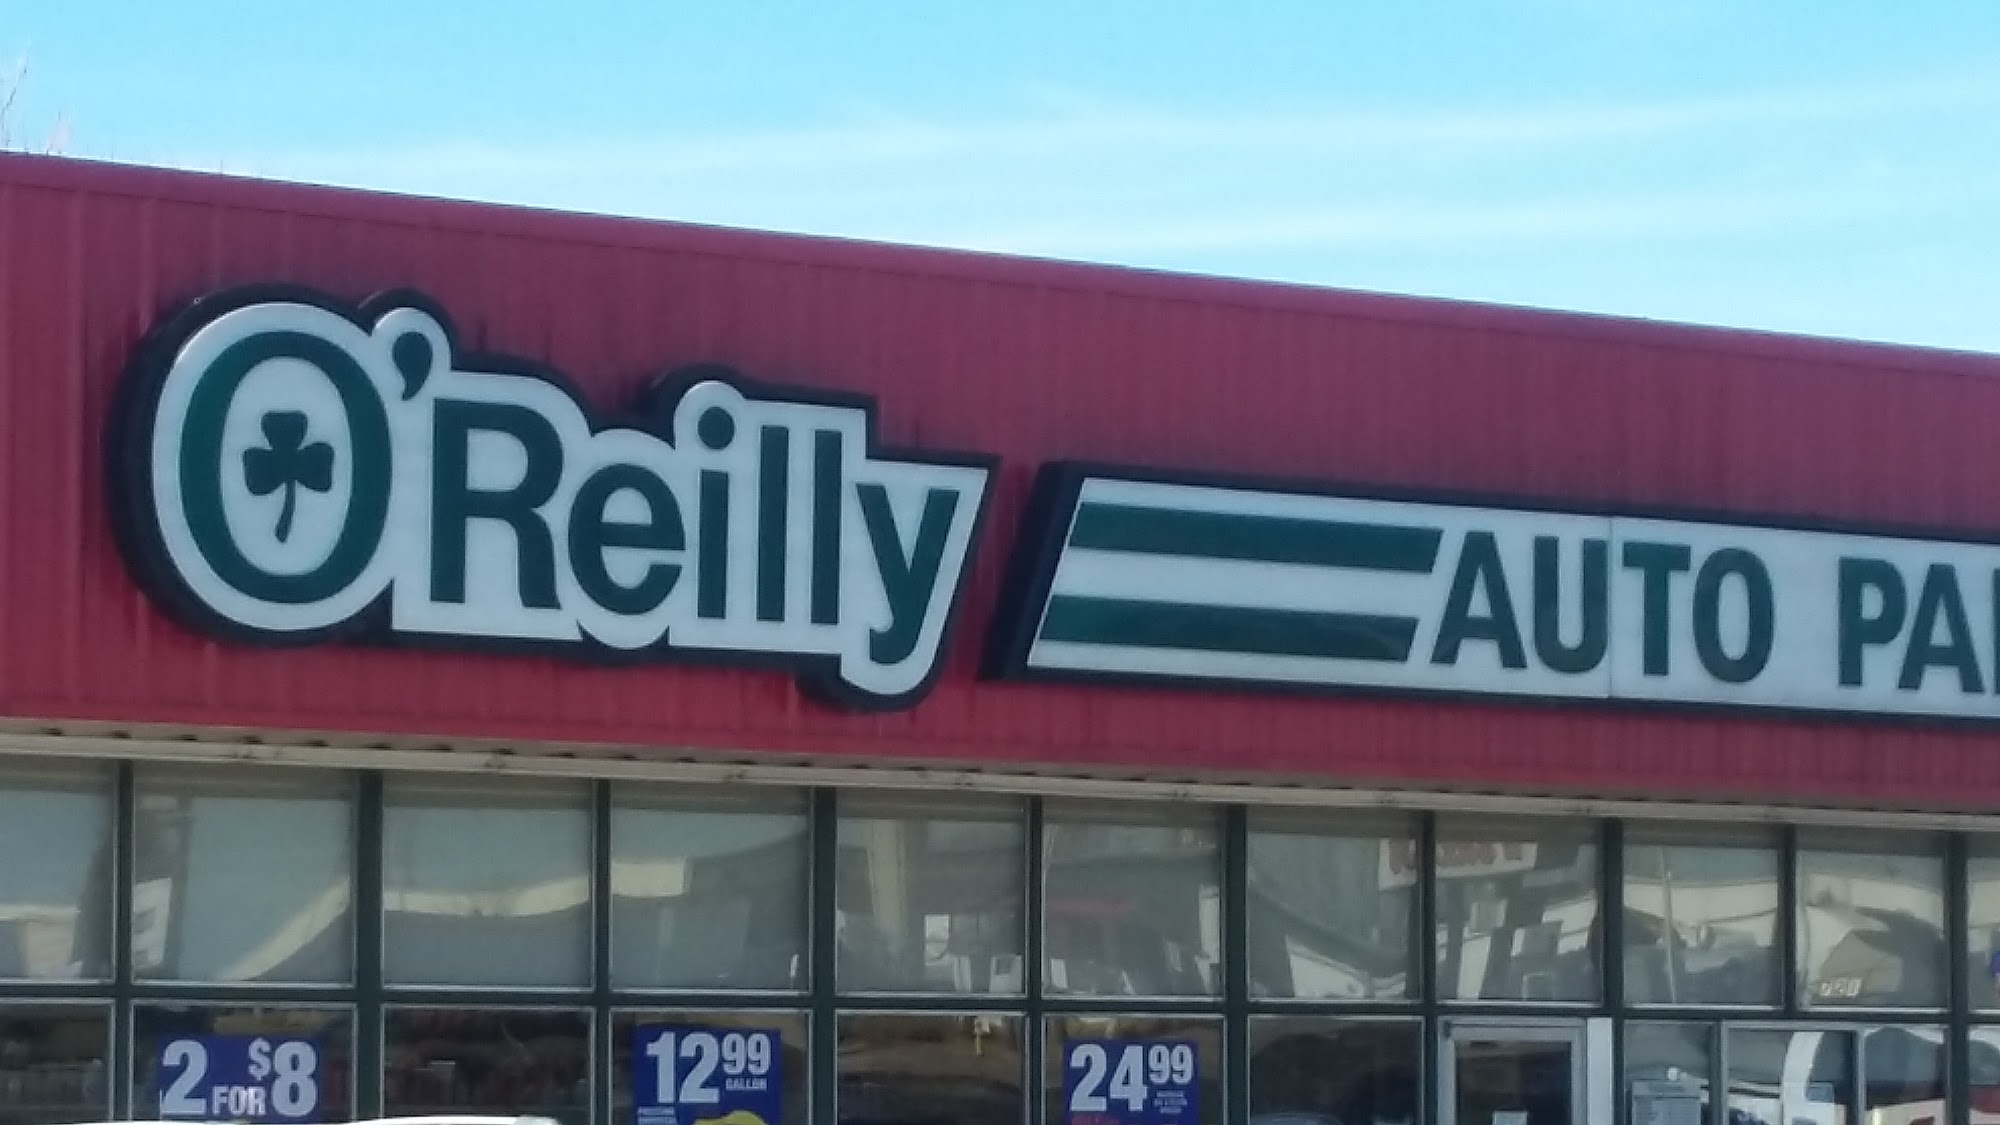 O'Reilly
AUTO PA
2 FOR $8
12 99
GALLON
24 99